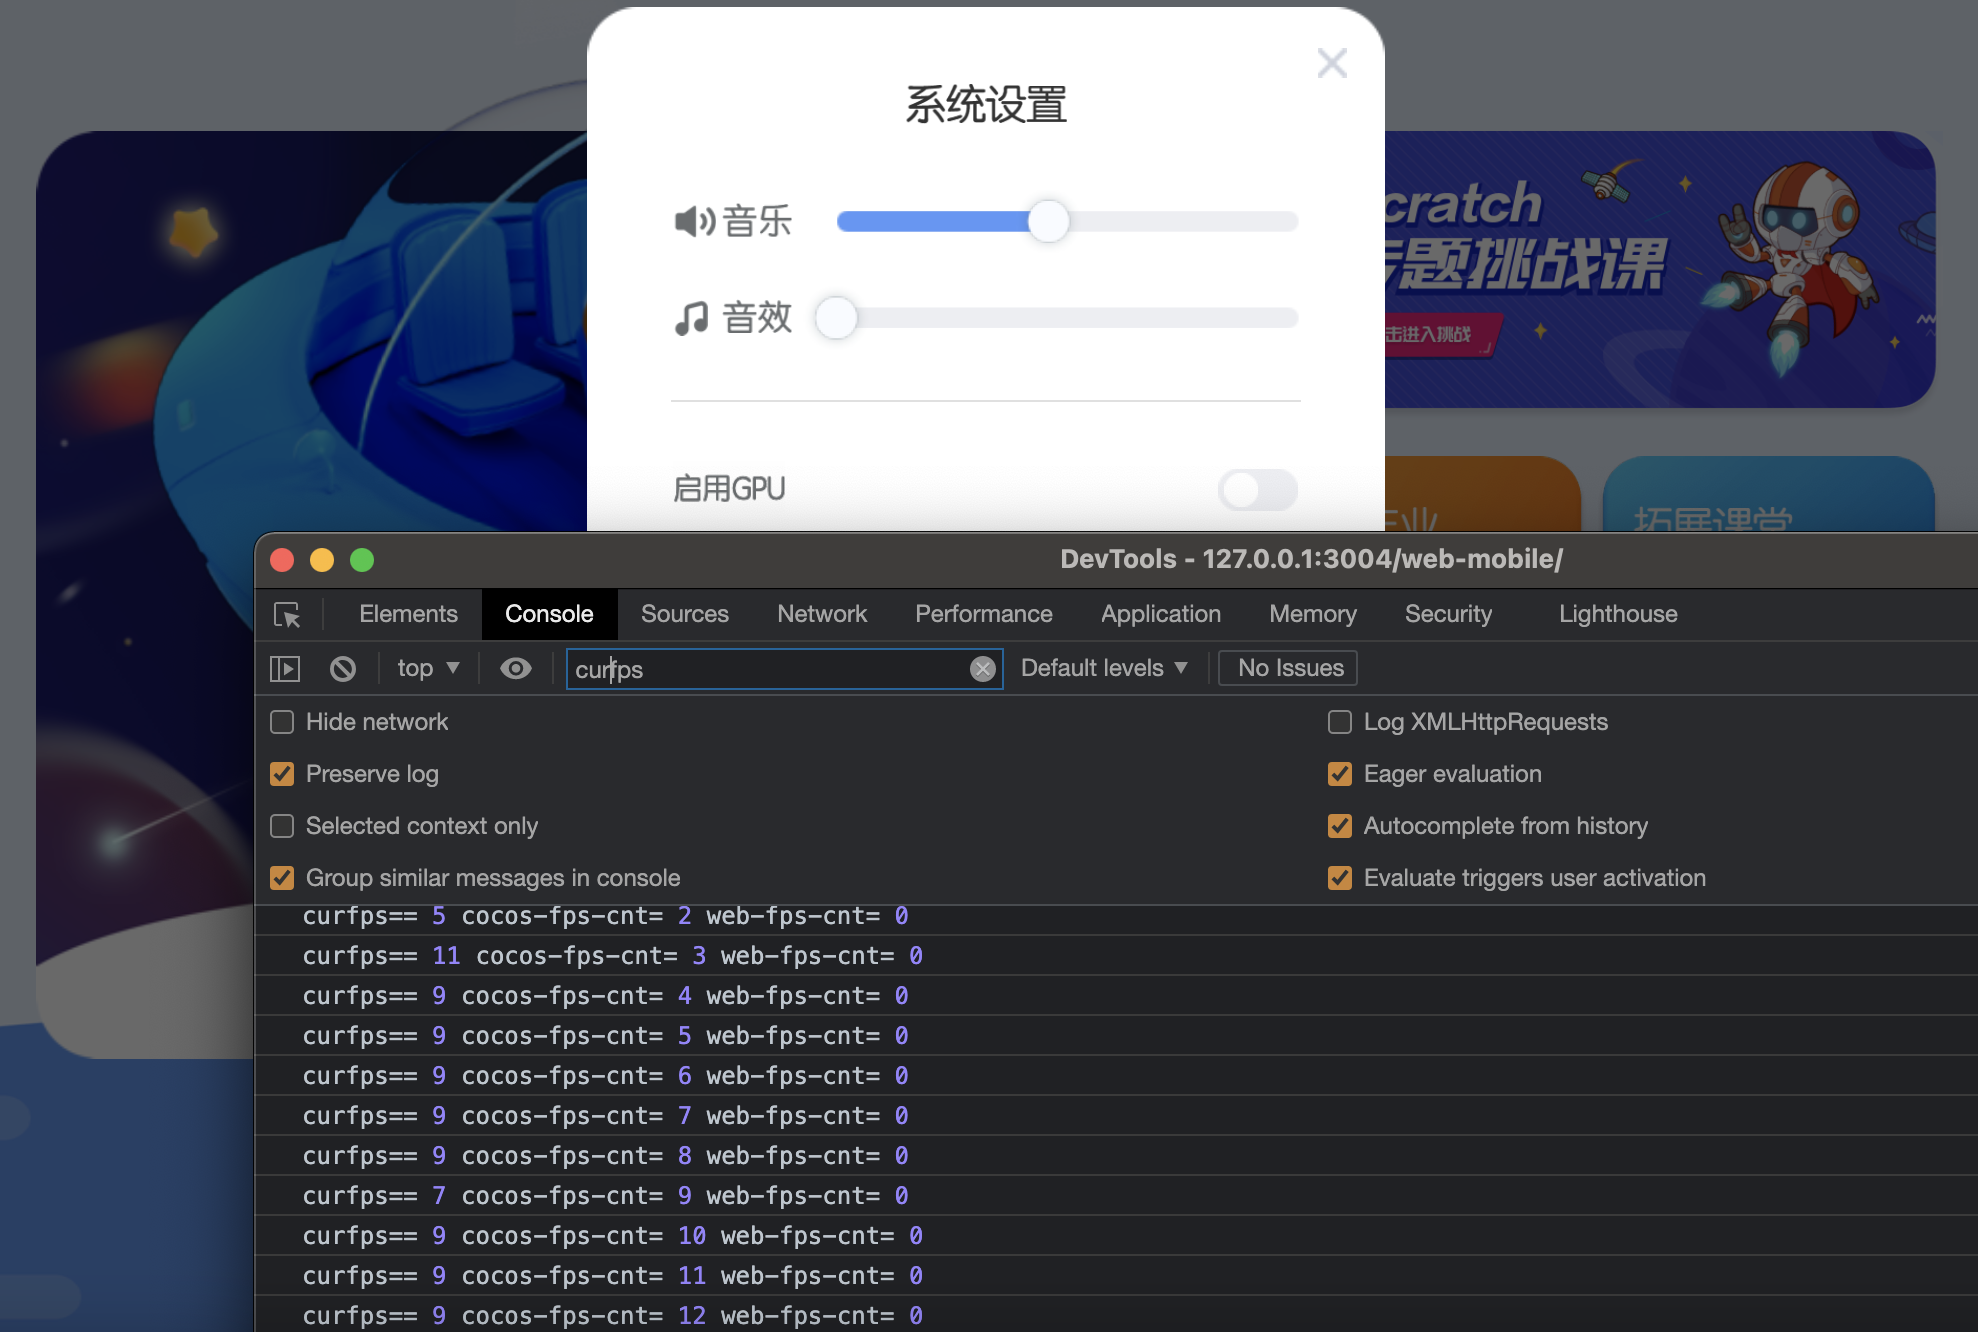 系统设置
音乐
音效
启用GPU
cratch
专题挑战课
击进入挑战
作业
拓展课堂
DevTools - 127.0.0.1:3004/web-mobile/
Elements Console Sources Network Performance Application Memory Security Lighthouse
top curfps Default levels No Issues
Hide network Log XMLHttpRequests
Preserve log Eager evaluation
Selected context only Autocomplete from history
Group similar messages in console Evaluate triggers user activation
curfps== 5 cocos-fps-cnt= 2 web-fps-cnt= 0
curfps== 11 cocos-fps-cnt= 3 web-fps-cnt= 0
curfps== 9 cocos-fps-cnt= 4 web-fps-cnt= 0
curfps== 9 cocos-fps-cnt= 5 web-fps-cnt= 0
curfps== 9 cocos-fps-cnt= 6 web-fps-cnt= 0
curfps== 9 cocos-fps-cnt= 7 web-fps-cnt= 0
curfps== 9 cocos-fps-cnt= 8 web-fps-cnt= 0
curfps== 7 cocos-fps-cnt= 9 web-fps-cnt= 0
curfps== 9 cocos-fps-cnt= 10 web-fps-cnt= 0
curfps== 9 cocos-fps-cnt= 11 web-fps-cnt= 0
curfps== 9 cocos-fps-cnt= 12 web-fps-cnt= 0